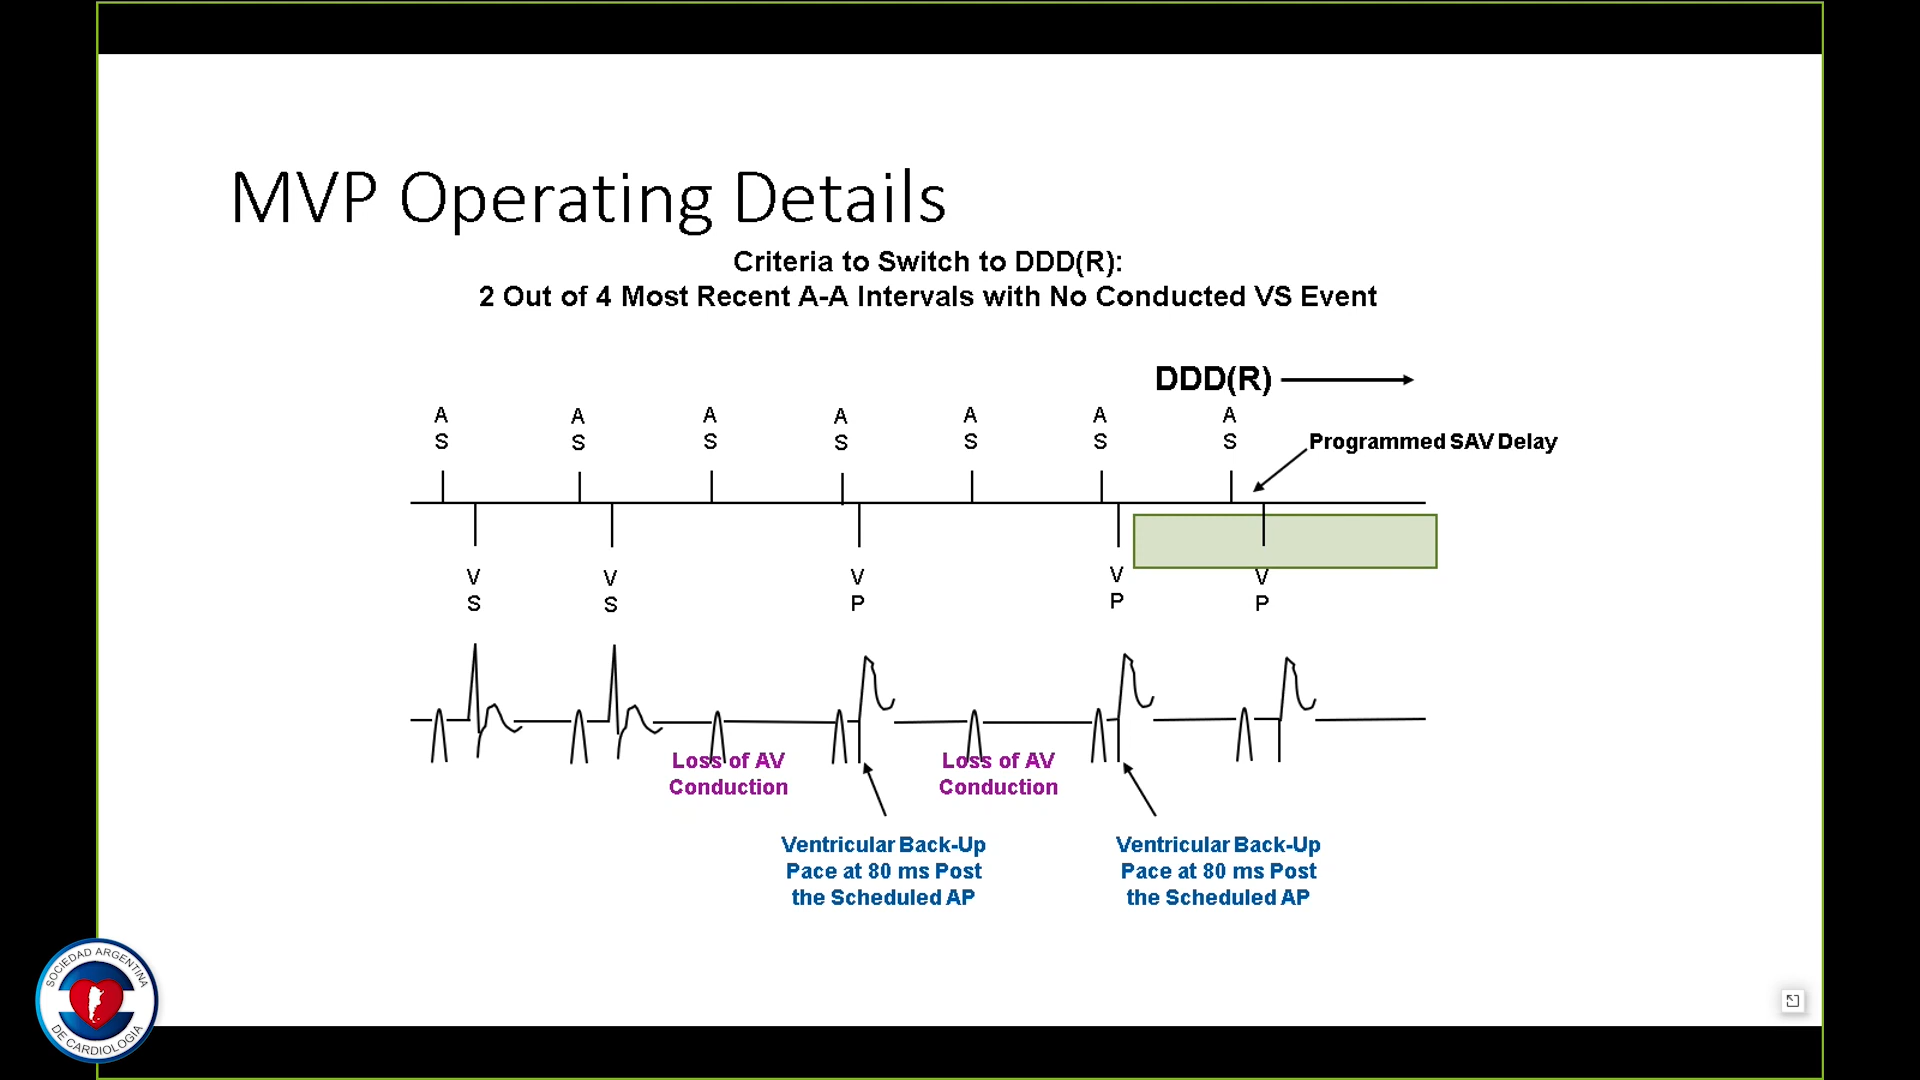 MVP Operating Details
Criteria to Switch to DDD(R):
2 Out of 4 Most Recent A-A Intervals with No Conducted VS Event
DDD(R)
A A A A A A A
S S S S S S S
Programmed SAV Delay
V V V V V
S S P P P
Loss of AV Loss of AV
Conduction Conduction
Ventricular Back-Up Ventricular Back-Up
Pace at 80 ms Post Pace at 80 ms Post
the Scheduled AP the Scheduled AP
SOCIEDAD ARGENTINA
DE CARDIOLOGIA